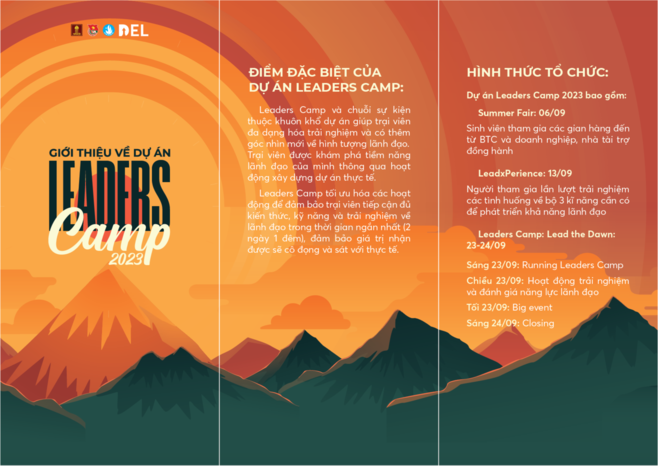 DEL
GIỚI THIỆU VỀ DỰ ÁN
LEADERS
Camp
2023
ĐIỂM ĐẶC BIỆT CỦA
DỰ ÁN LEADERS CAMP:
Leaders Camp và chuỗi sự kiện
thuộc khuôn khổ dự án giúp trại viên
đa dạng hóa trải nghiệm và có thêm
góc nhìn mới về hình tượng lãnh đạo.
Trại viên được khám phá tiềm năng
lãnh đạo của mình thông qua hoạt
động xây dựng dự án thực tế.
Leaders Camp tối ưu hóa các hoạt
động để đảm bảo trại viên tiếp cận đủ
kiến thức, kỹ năng và trải nghiệm về
lãnh đạo trong thời gian ngắn nhất (2
ngày 1 đêm), đảm bảo giá trị nhận
được sẽ cô đọng và sát với thực tế.
HÌNH THỨC TỔ CHỨC:
Dự án Leaders Camp 2023 bao gồm:
Summer Fair: 06/09
Sinh viên tham gia các gian hàng đến
từ BTC và doanh nghiệp, nhà tài trợ
đồng hành
LeadxPerience: 13/09
Người tham gia lần lượt trải nghiệm
các tình huống về bộ 3 kĩ năng cần có
để phát triển khả năng lãnh đạo
Leaders Camp: Lead the Dawn:
23-24/09
Sáng 23/09: Running Leaders Camp
Chiều 23/09: Hoạt động trải nghiệm
và đánh giá năng lực lãnh đạo
Tối 23/09: Big event
Sáng 24/09: Closing